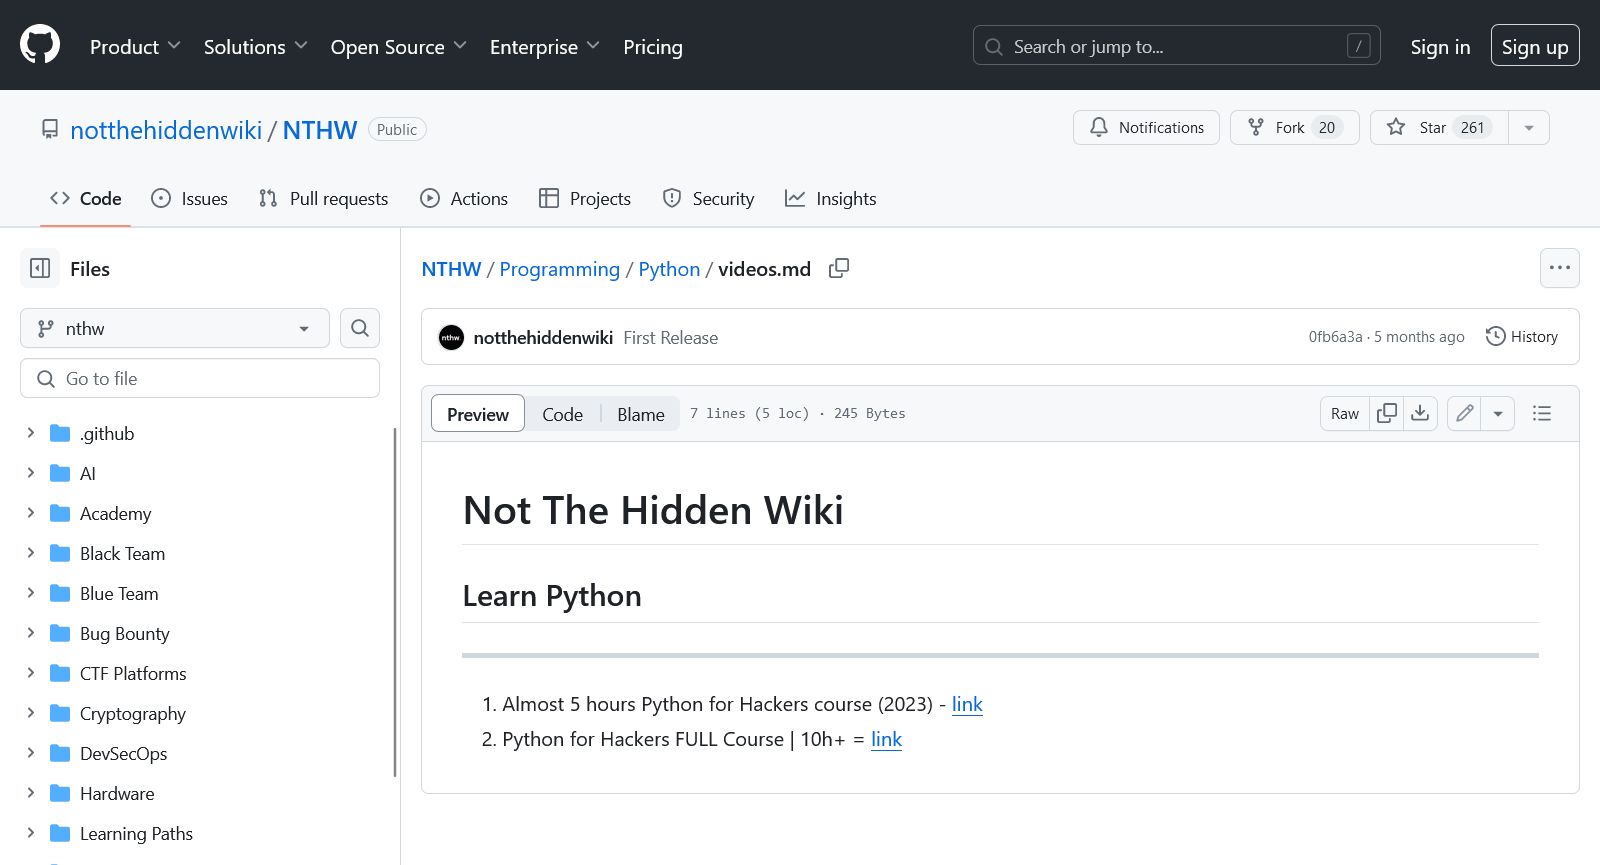 Product Solutions Open Source Enterprise Pricing Search or jump to... / Sign in Sign up
notthehiddenwiki / NTHW Public Notifications Fork 20 Star 261
Code Issues Pull requests Actions Projects Security Insights
Files
nthw
Go to file
.github
AI
Academy
Black Team
Blue Team
Bug Bounty
CTF Platforms
Cryptography
DevSecOps
Hardware
Learning Paths
NTHW / Programming / Python / videos.md
nthw notthehiddenwiki First Release 0fb6a3a · 5 months ago History
Preview Code Blame 7 lines (5 loc) · 245 Bytes Raw
Not The Hidden Wiki
Learn Python
1. Almost 5 hours Python for Hackers course (2023) - link
2. Python for Hackers FULL Course | 10h+ = link